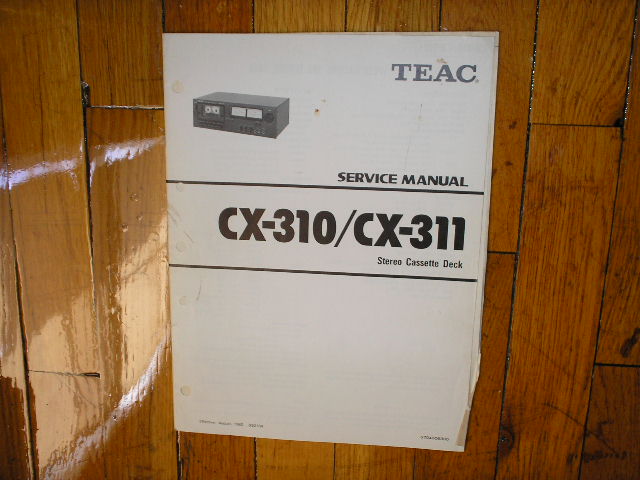 TEAC
SERVICE MANUAL
CX-310/CX-311
Stereo Cassette Deck